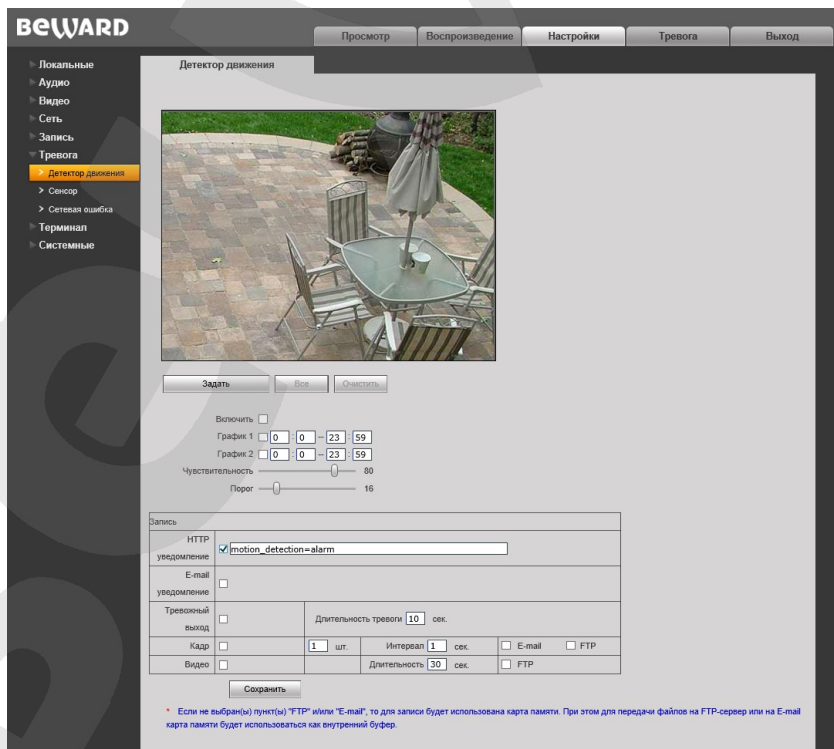 BEWARD
Просмотр Воспроизведение Настройки Тревога Выход
Локальные
Аудио
Видео
Сеть
Запись
Тревога
Детектор движения
Сенсор
Сетевая ошибка
Терминал
Системные
Детектор движения
Задать Все Очистить
Включить
График 1 0 : 0 – 23 : 59
График 2 0 : 0 – 23 : 59
Чувствительность 80
Порог 16
Запись
HTTP
уведомление motion_detection=alarm
E-mail
уведомление
Тревожный
выход Длительность тревоги 10 сек.
Кадр 1 шт. Интервал 1 сек. E-mail FTP
Видео Длительность 30 сек. FTP
Сохранить
* Если не выбран(ы) пункт(ы) "FTP" и/или "E-mail", то для записи будет использована карта памяти. При этом для передачи файлов на FTP-сервер или на E-mail
карта памяти будет использоваться как внутренний буфер.